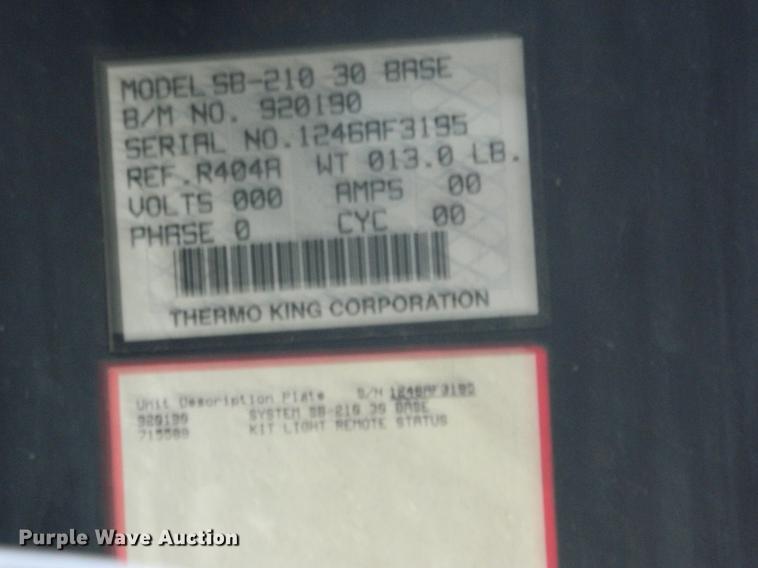 MODEL SB-210 30 BASE
B/M NO. 920190
SERIAL NO.1246AF3195
REF.R404A WT 013.0 LB.
VOLTS 000 AMPS 00
PHASE 0 CYC 00
THERMO KING CORPORATION
Unit Description Plate S/N 1246AF3195
920190 SYSTEM SB-210 30 BASE
715509 KIT LIGHT REMOTE STATUS
Purple Wave Auction